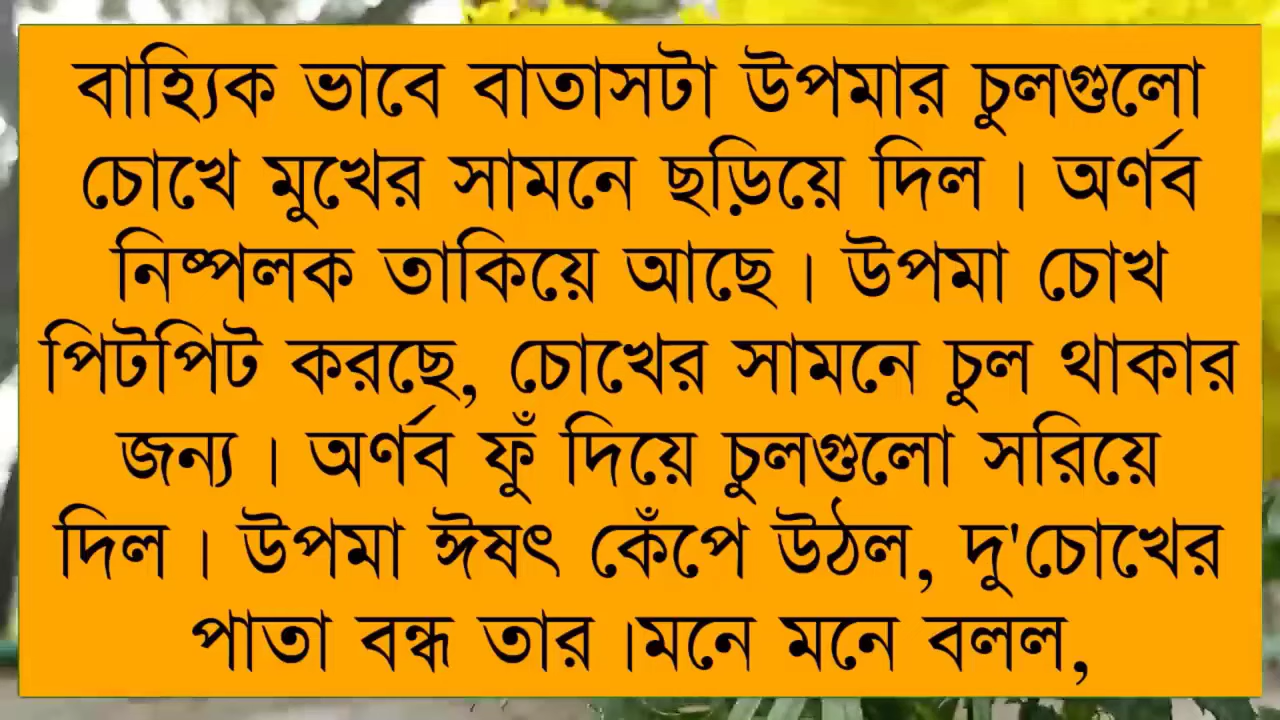 বাহ্যিক ভাবে বাতাসটা উপমার চুলগুলো
চোখে মুখের সামনে ছড়িয়ে দিল। অর্ণব
নিষ্পলক তাকিয়ে আছে। উপমা চোখ
পিটপিট করছে, চোখের সামনে চুল থাকার
জন্য। অর্ণব ফুঁ দিয়ে চুলগুলো সরিয়ে
দিল। উপমা ঈষৎ কেঁপে উঠল, দু'চোখের
পাতা বন্ধ তার।মনে মনে বলল,